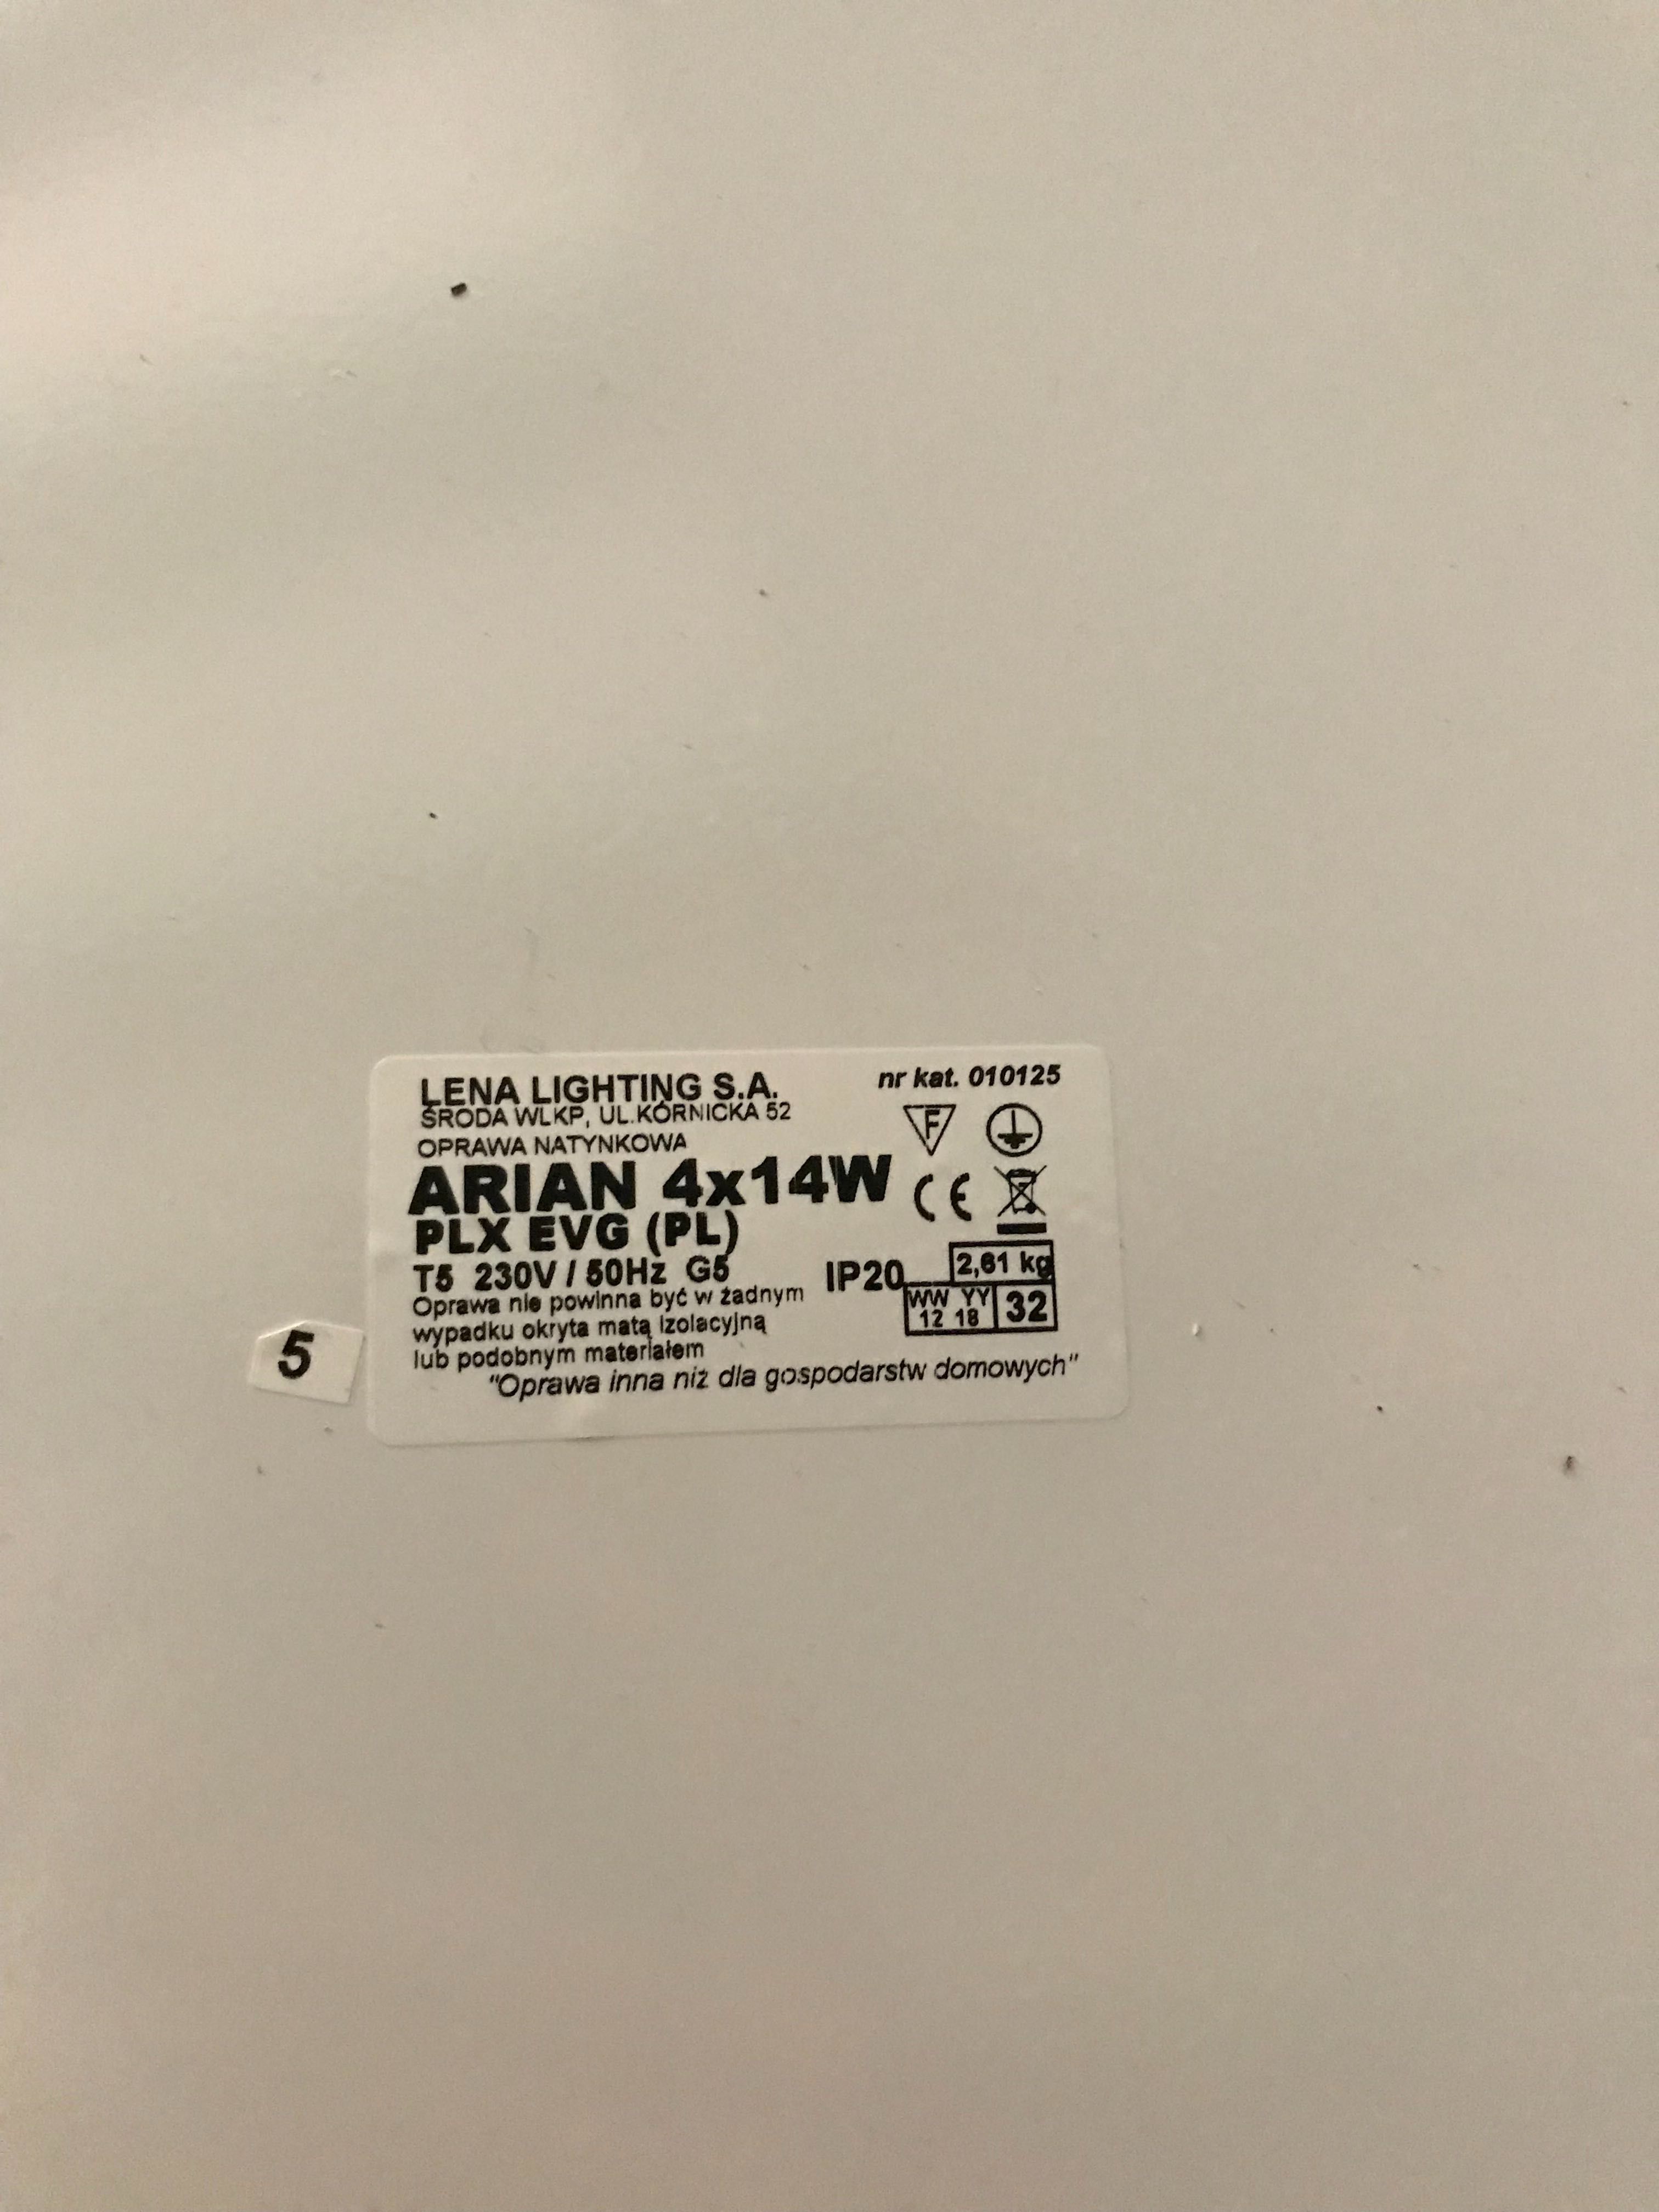 LENA LIGHTING S.A.
ŚRODA WLKP, UL.KÓRNICKA 52
OPRAWA NATYNKOWA
ARIAN 4x14W
PLX EVG (PL)
T5 230V / 50Hz G5
Oprawa nie powinna być w żadnym
wypadku okryta matą izolacyjną
lub podobnym materiałem
"Oprawa inna niż dla gospodarstw domowych"
nr kat. 010125
F
CE
IP20
2,61 kg
WW YY
12 18
32
5